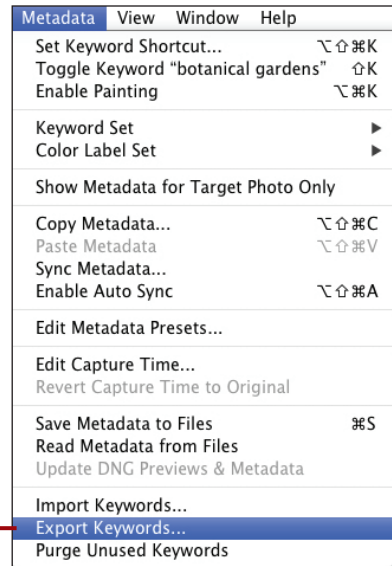 Metadata View Window Help
Set Keyword Shortcut... ⌥⇧⌘K
Toggle Keyword “botanical gardens” ⇧K
Enable Painting ⌥⌘K
Keyword Set ▶
Color Label Set ▶
Show Metadata for Target Photo Only
Copy Metadata... ⌥⇧⌘C
Paste Metadata ⌥⇧⌘V
Sync Metadata...
Enable Auto Sync ⌥⇧⌘A
Edit Metadata Presets...
Edit Capture Time...
Revert Capture Time to Original
Save Metadata to Files ⌘S
Read Metadata from Files
Update DNG Previews & Metadata
Import Keywords...
Export Keywords...
Purge Unused Keywords